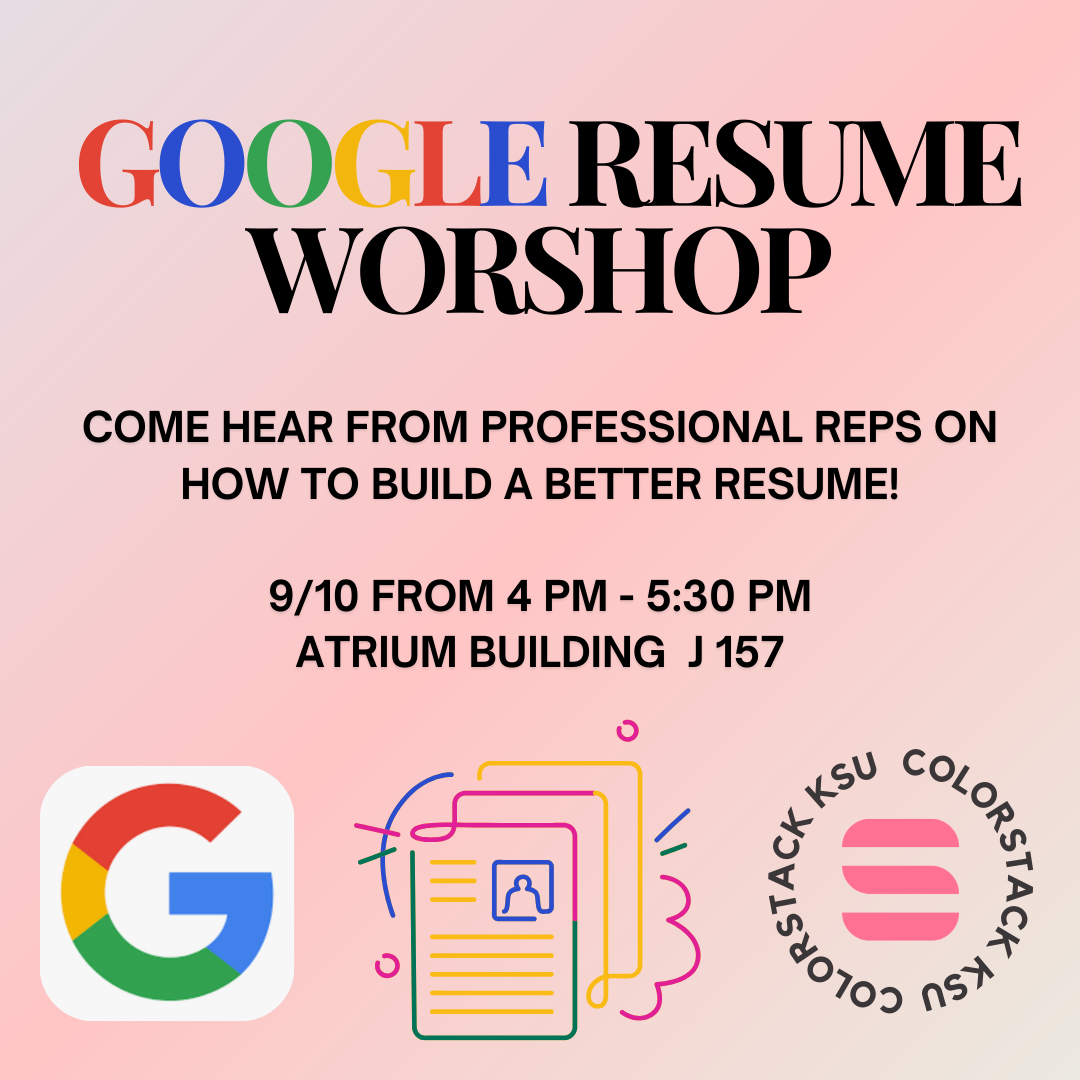 GOOGLE RESUME
WORSHOP
COME HEAR FROM PROFESSIONAL REPS ON
HOW TO BUILD A BETTER RESUME!
9/10 FROM 4 PM - 5:30 PM
ATRIUM BUILDING J 157
G
COLORSTACK KSU COLORSTACK KSU